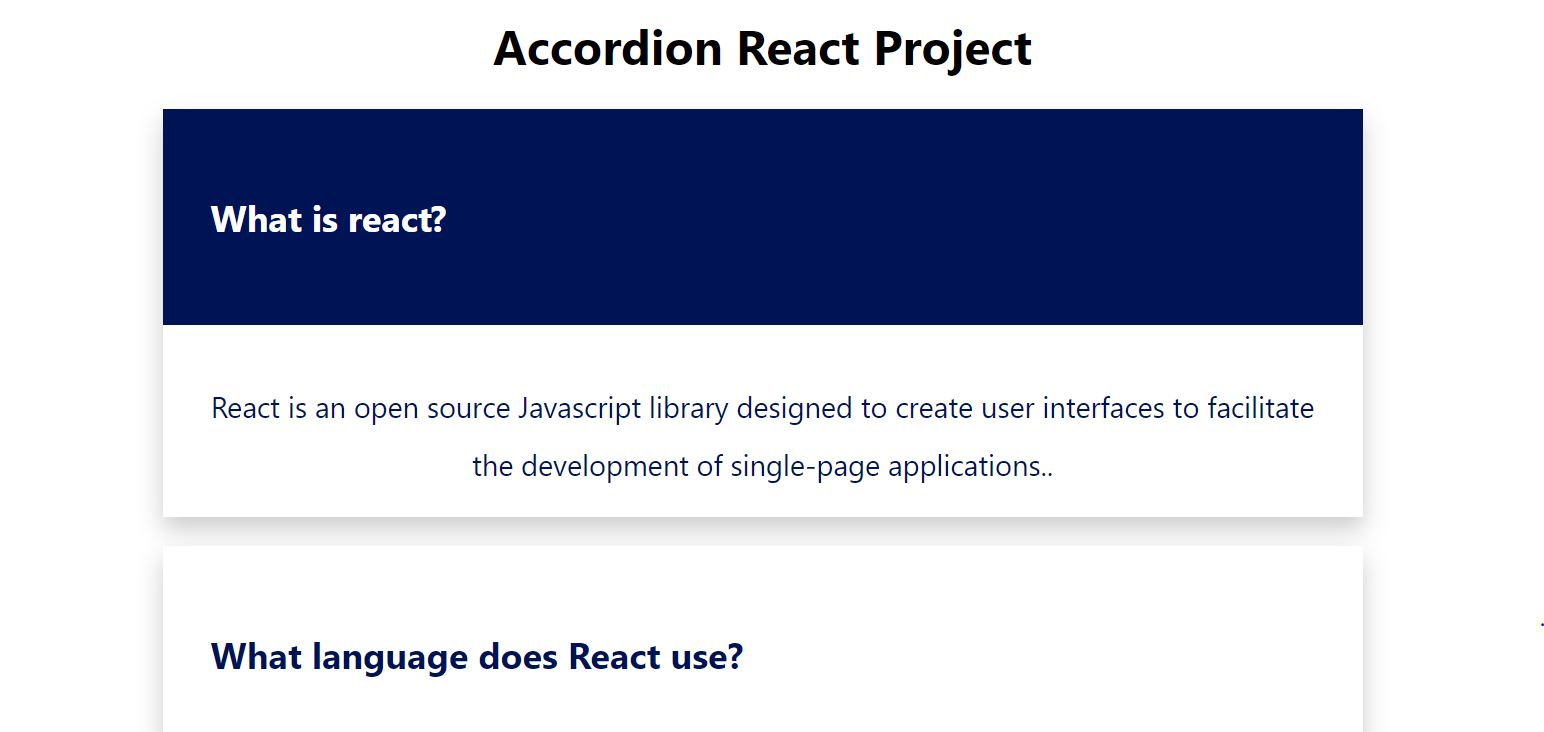 Accordion React Project
What is react?
React is an open source Javascript library designed to create user interfaces to facilitate
the development of single-page applications..
What language does React use?